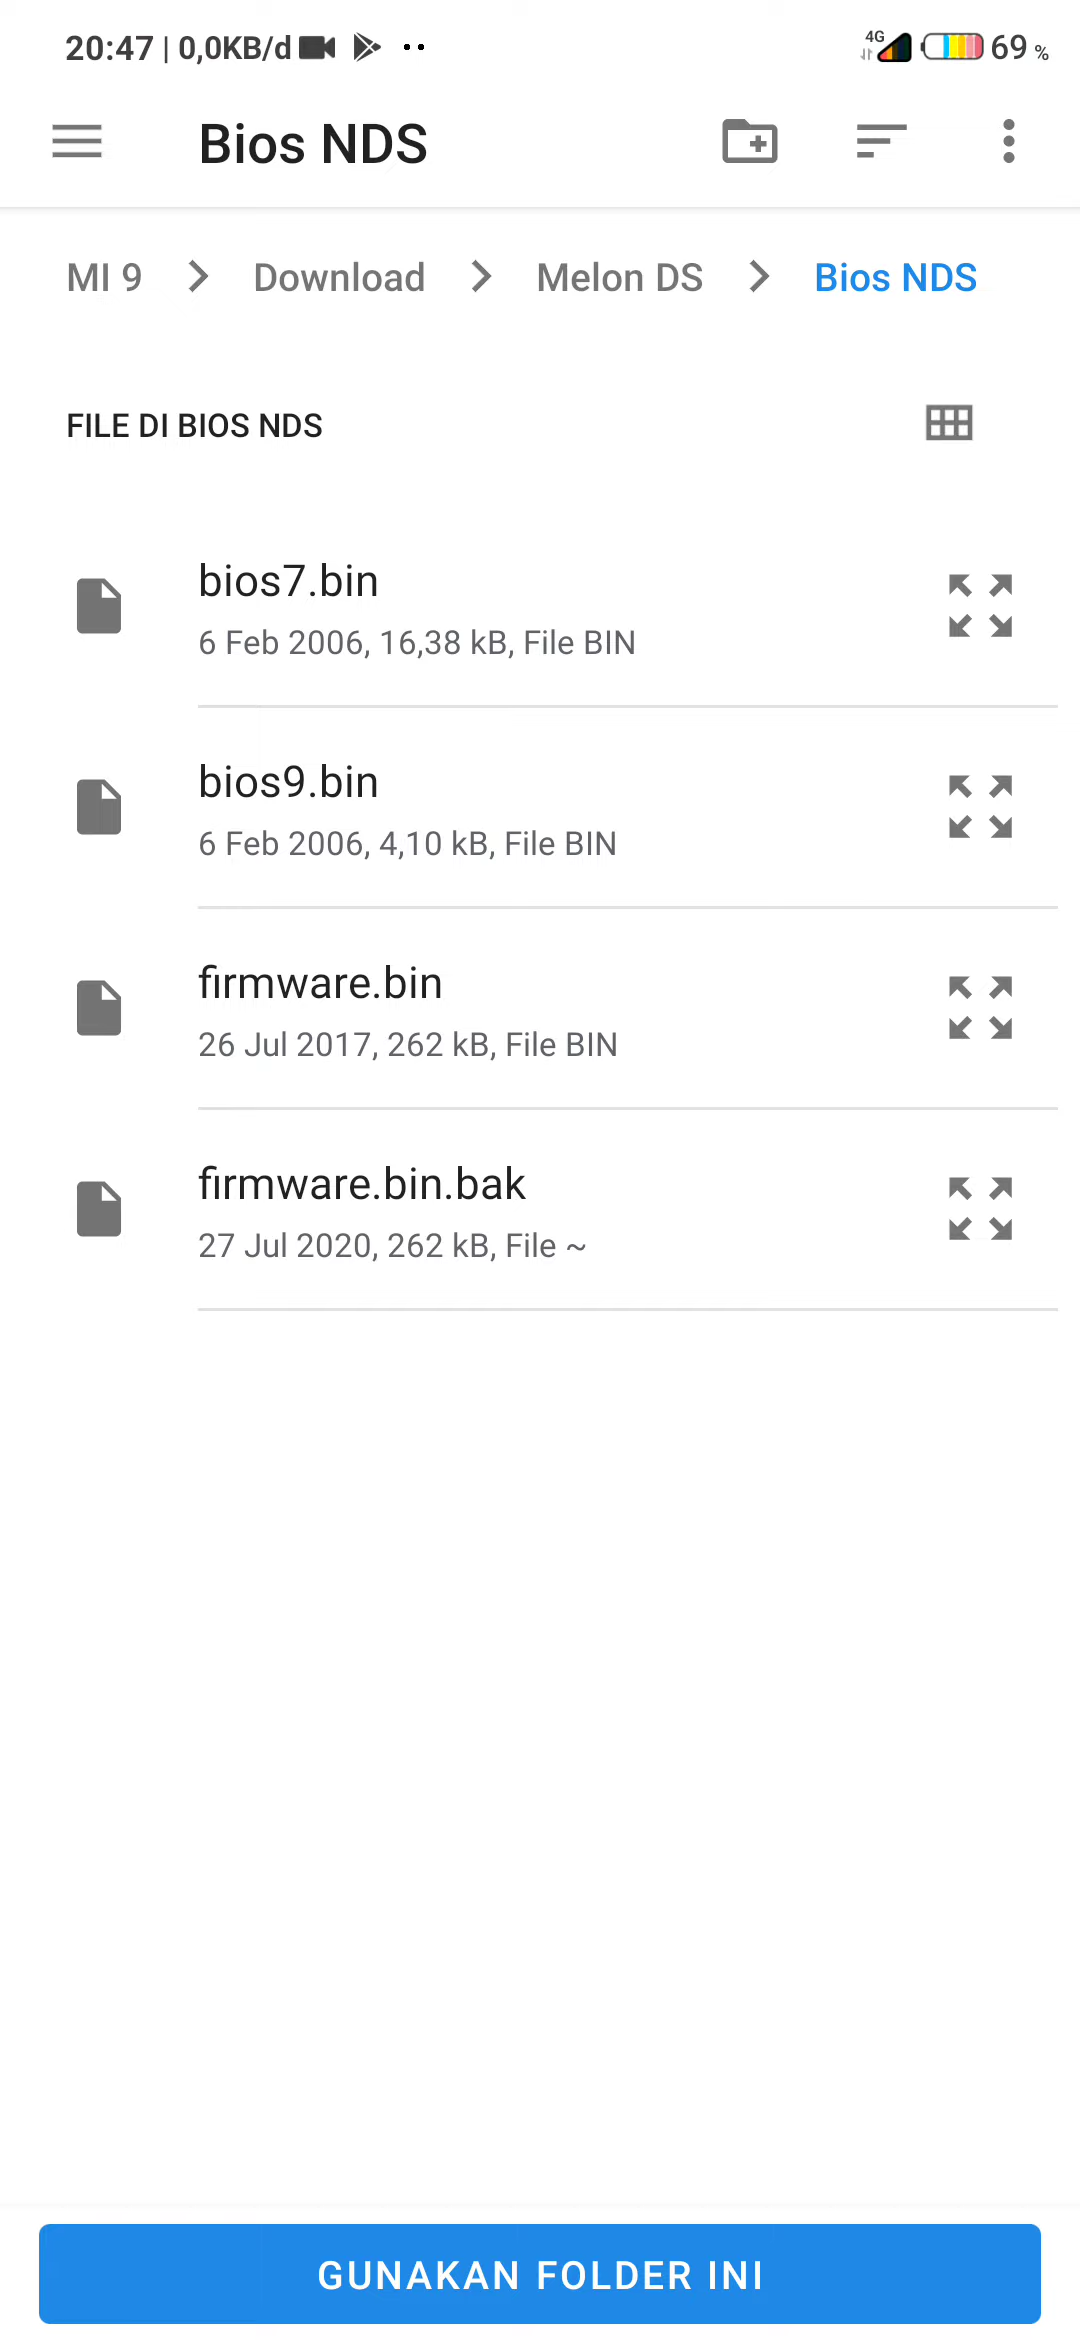 20:47 | 0,0KB/d
4G
69 %
Bios NDS
MI 9 > Download > Melon DS > Bios NDS
FILE DI BIOS NDS
bios7.bin
6 Feb 2006, 16,38 kB, File BIN
bios9.bin
6 Feb 2006, 4,10 kB, File BIN
firmware.bin
26 Jul 2017, 262 kB, File BIN
firmware.bin.bak
27 Jul 2020, 262 kB, File ~
GUNAKAN FOLDER INI